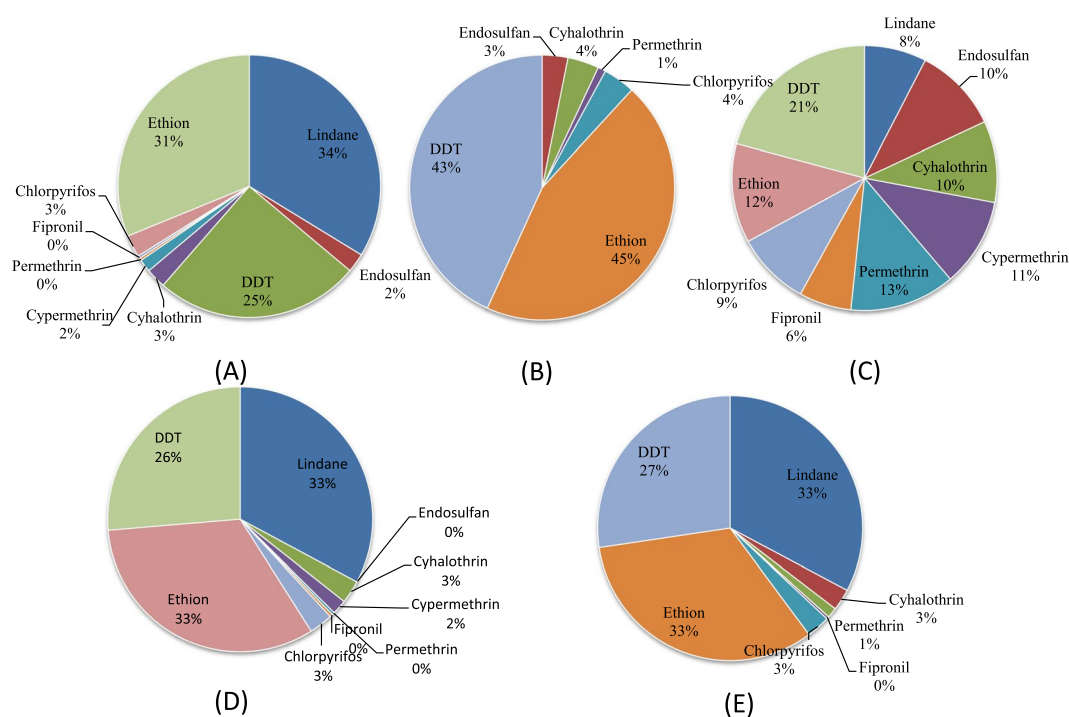 Ethion
31%
Lindane
34%
Chlorpyrifos
3%
Fipronil
0%
Permethrin
0%
Cypermethrin
2%
Cyhalothrin
3%
DDT
25%
Endosulfan
2%
(A)
Endosulfan
3%
Cyhalothrin
4%
Permethrin
1%
Chlorpyrifos
4%
DDT
43%
Ethion
45%
(B)
Lindane
8%
Endosulfan
10%
DDT
21%
Cyhalothrin
10%
Ethion
12%
Cypermethrin
11%
Permethrin
13%
Chlorpyrifos
9%
Fipronil
6%
(C)
DDT
26%
Lindane
33%
Endosulfan
0%
Cyhalothrin
3%
Cypermethrin
2%
Ethion
33%
Fipronil
0%
Permethrin
0%
Chlorpyrifos
3%
(D)
DDT
27%
Lindane
33%
Cyhalothrin
3%
Permethrin
1%
Ethion
33%
Chlorpyrifos
3%
Fipronil
0%
(E)